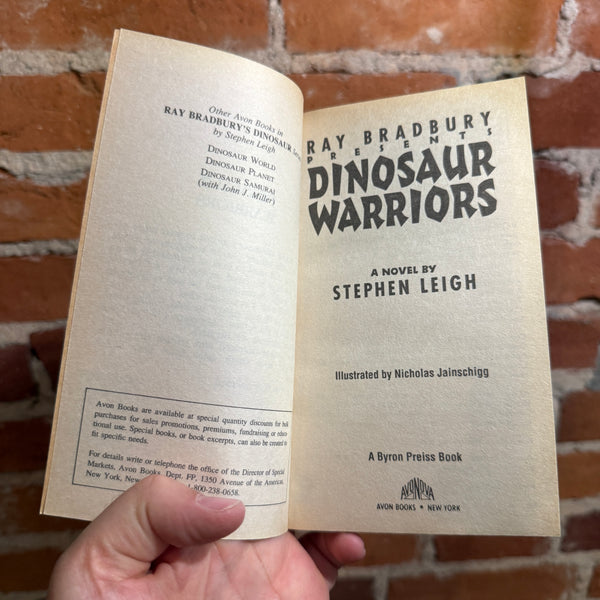 Other Avon Books in
RAY BRADBURY'S DINOSAUR
by Stephen Leigh
DINOSAUR WORLD
DINOSAUR PLANET
DINOSAUR SAMURAI
(with John J. Miller)
Avon Books are available at special quantity discounts for bulk
purchases for sales promotions, premiums, fundraising or
tional use. Special books, or book excerpts, can also be created to
fit specific needs.
For details write or telephone the office of the Director of Special
Markets, Avon Books, Dept. FP, 1350 Avenue of the Americas,
New York, New 1-800-238-0658.
RAY BRADBURY
PRESENTS
DINOSAUR
WARRIORS
A NOVEL BY
STEPHEN LEIGH
Illustrated by Nicholas Jainschigg
A Byron Preiss Book
AVONOVA
AVON BOOKS • NEW YORK